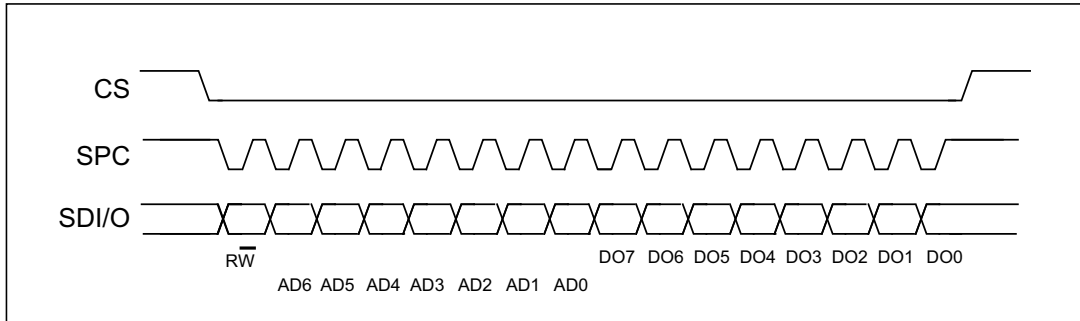 CS
SPC
SDI/O
RW
DO7 DO6 DO5 DO4 DO3 DO2 DO1 DO0
AD6 AD5 AD4 AD3 AD2 AD1 AD0